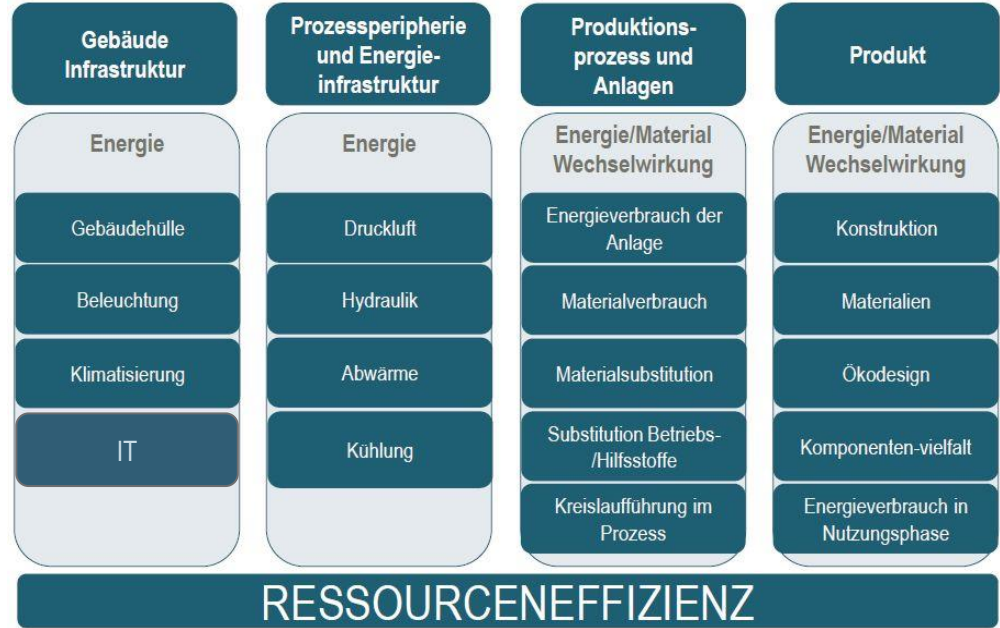 Gebäude
Infrastruktur
Energie
Gebäudehülle
Beleuchtung
Klimatisierung
IT
Prozessperipherie
und Energie-
infrastruktur
Energie
Druckluft
Hydraulik
Abwärme
Kühlung
Produktions-
prozess und
Anlagen
Energie/Material
Wechselwirkung
Energieverbrauch der
Anlage
Materialverbrauch
Materialsubstitution
Substitution Betriebs-
/Hilfsstoffe
Kreislaufführung im
Prozess
Produkt
Energie/Material
Wechselwirkung
Konstruktion
Materialien
Ökodesign
Komponenten-vielfalt
Energieverbrauch in
Nutzungsphase
RESSOURCENEFFIZIENZ